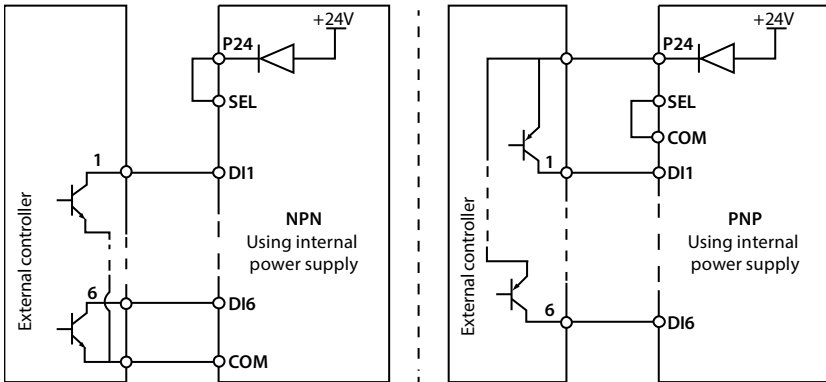 +24V
P24
SEL
1
DI1
External controller
NPN
Using internal
power supply
6
DI6
COM
+24V
P24
SEL
COM
1
DI1
External controller
PNP
Using internal
power supply
6
DI6